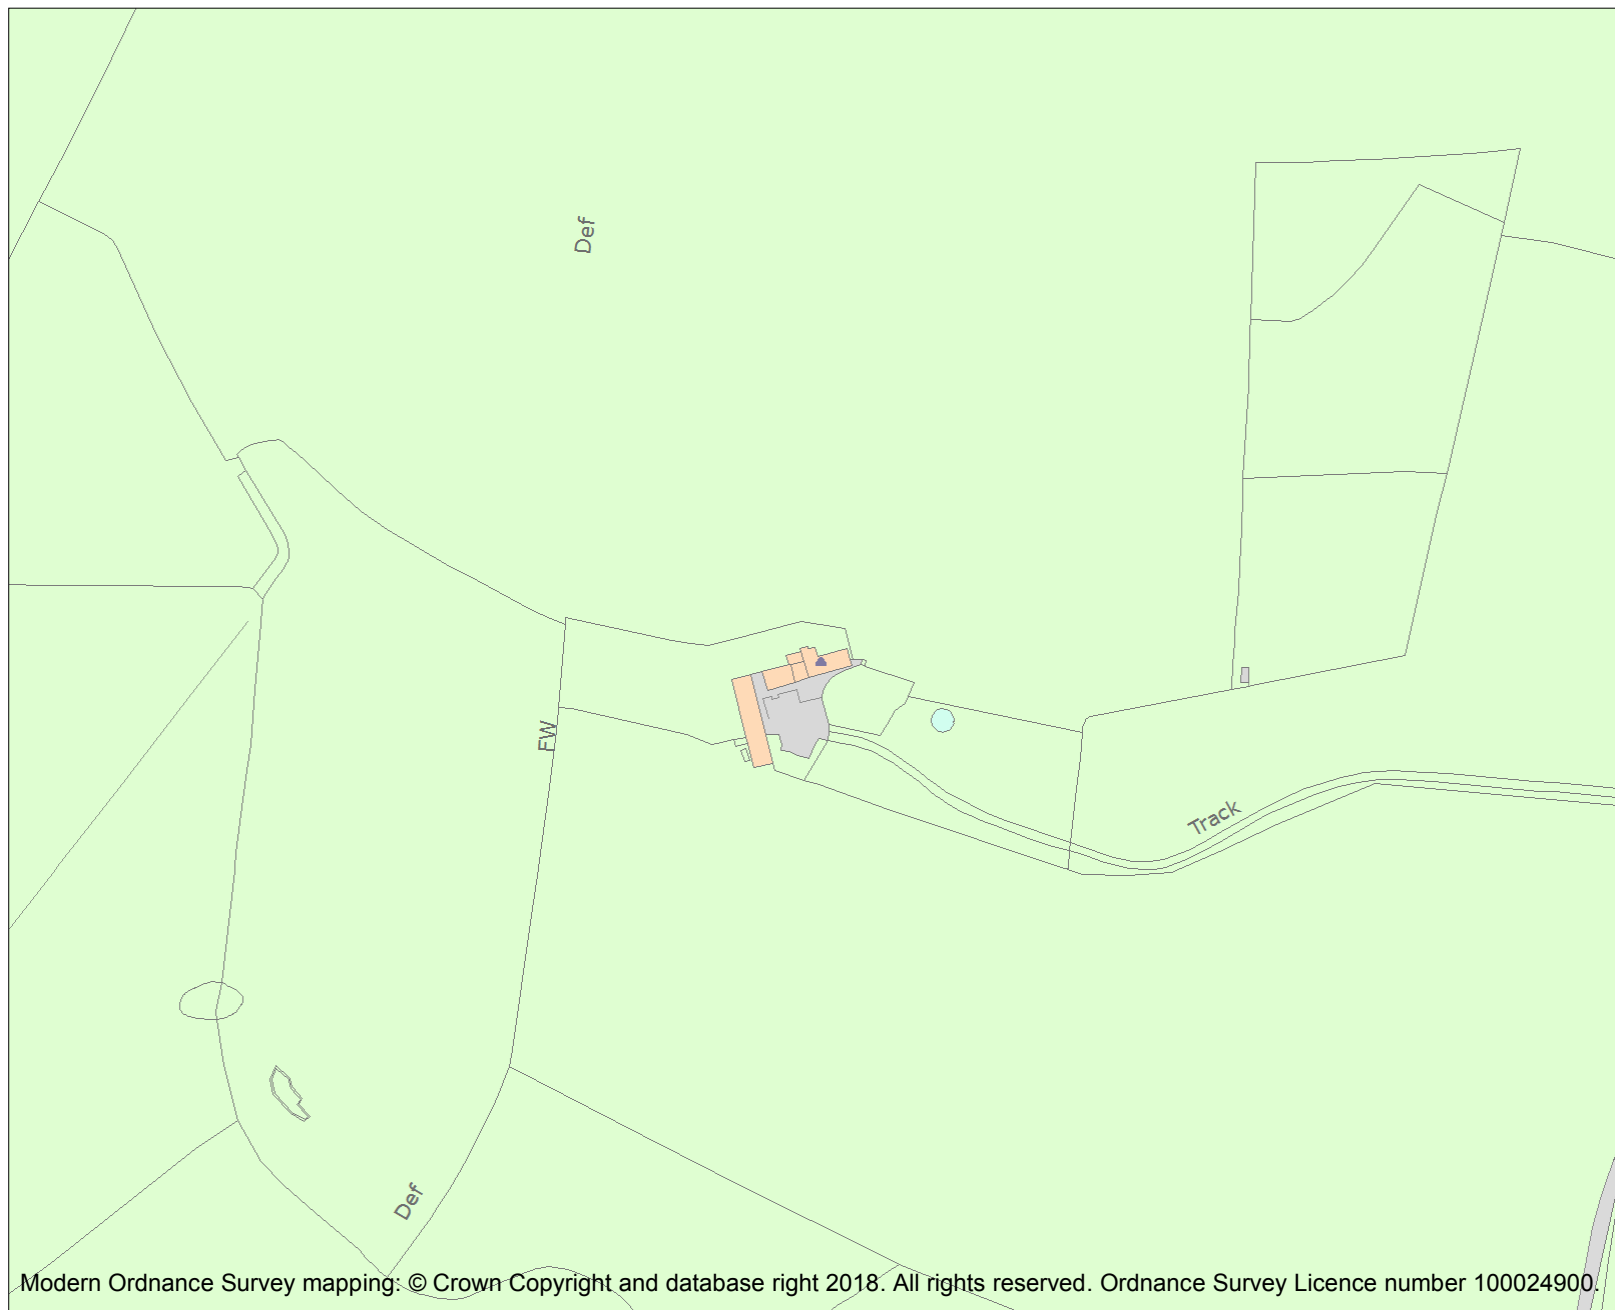 Def
FW
Track
Def
Modern Ordnance Survey mapping: © Crown Copyright and database right 2018. All rights reserved. Ordnance Survey Licence number 100024900.